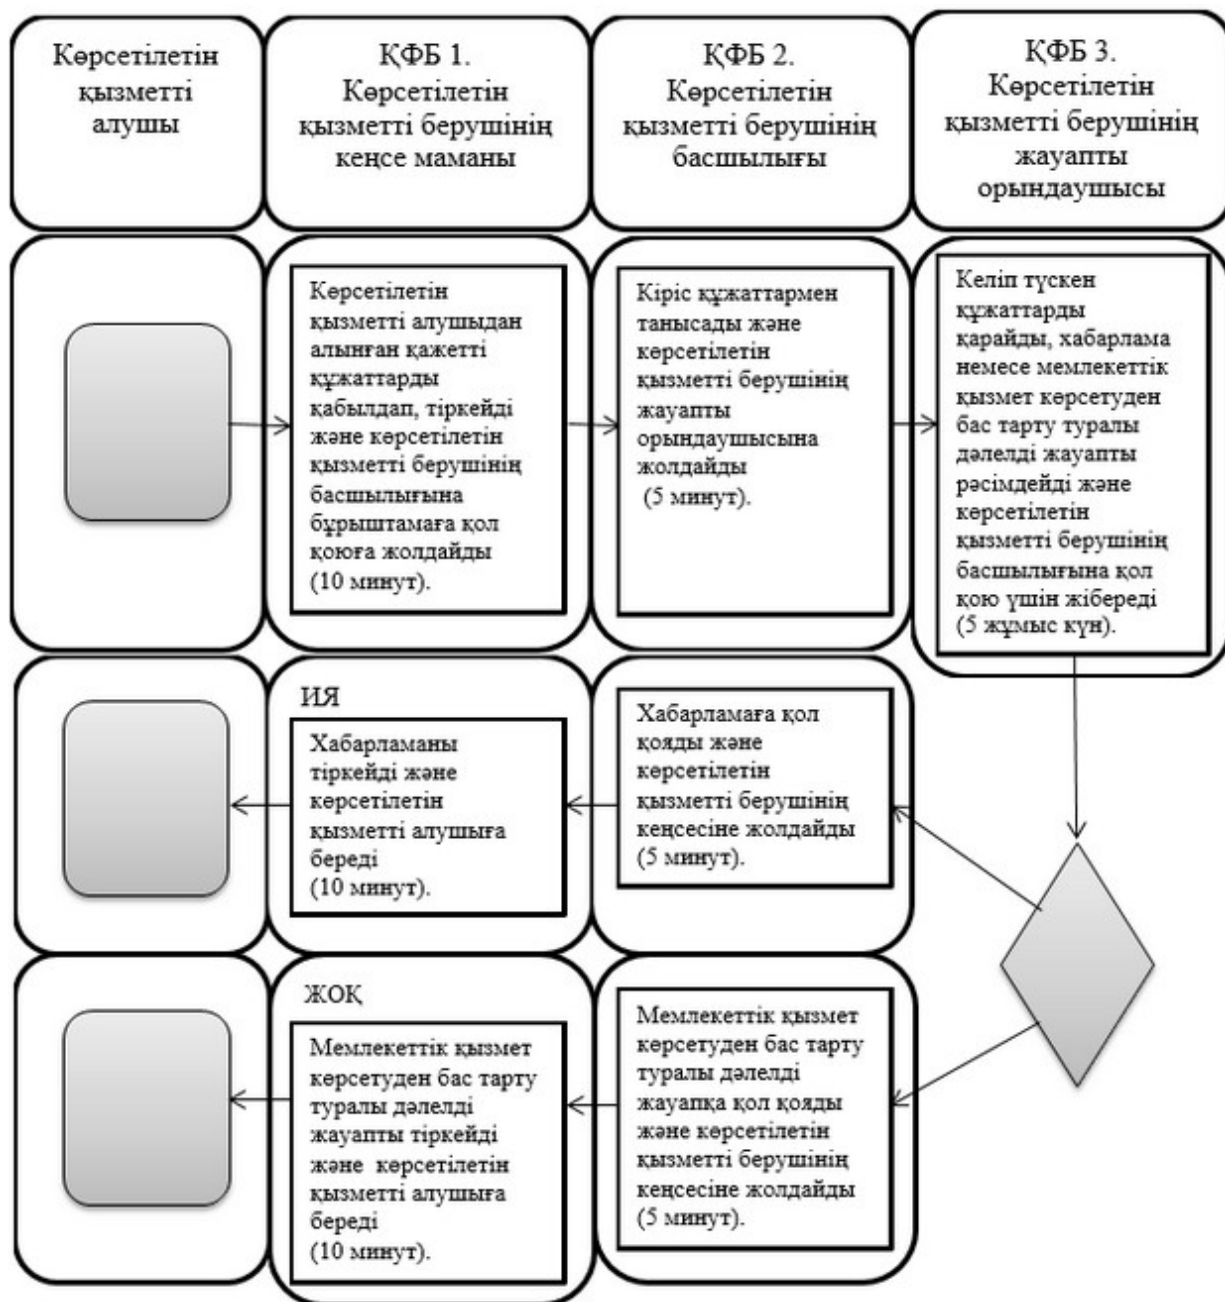 Көрсетілетін
қызметті
алушы
ҚФБ 1.
Көрсетілетін
қызметті берушінің
кеңсе маманы
ҚФБ 2.
Көрсетілетін
қызметті берушінің
басшылығы
ҚФБ 3.
Көрсетілетін
қызметті берушінің
жауапты
орындаушысы
Көрсетілетін
қызметті алушыдан
алынған қажетті
құжаттарды
қабылдап, тіркейді
және көрсетілетін
қызметті берушінің
басшылығына
бұрыштамаға қол
қоюға жолдайды
(10 минут).
Кіріс құжаттармен
танысады және
көрсетілетін
қызметті берушінің
жауапты
орындаушысына
жолдайды
(5 минут).
Келіп түскен
құжаттарды
қарайды, хабарлама
немесе мемлекеттік
қызмет көрсетуден
бас тарту туралы
дәлелді жауапты
рәсімдейді және
көрсетілетін
қызметті берушінің
басшылығына қол
қою үшін жібереді
(5 жұмыс күн).
ИЯ
Хабарламаны
тіркейді және
көрсетілетін
қызметті алушыға
береді
(10 минут).
Хабарламаға қол
қояды және
көрсетілетін
қызметті берушінің
кеңсесіне жолдайды
(5 минут).
ЖОҚ
Мемлекеттік қызмет
көрсетуден бас тарту
туралы дәлелді
жауапты тіркейді
және көрсетілетін
қызметті алушыға
береді
(10 минут).
Мемлекеттік қызмет
көрсетуден бас тарту
туралы дәлелді
жауапқа қол қояды
және көрсетілетін
қызметті берушінің
кеңсесіне жолдайды
(5 минут).